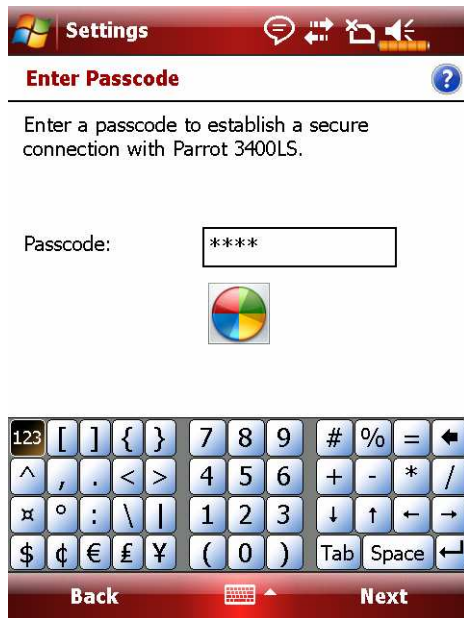 Settings
Enter Passcode
?
Enter a passcode to establish a secure
connection with Parrot 3400LS.
Passcode: ****
123 [ ] { } 7 8 9 # % =
^ , . < > 4 5 6 + - * /
¤ ° : \ | 1 2 3 ↓ ↑ ← →
$ ¢ € £ ¥ ( 0 ) Tab Space
Back Next